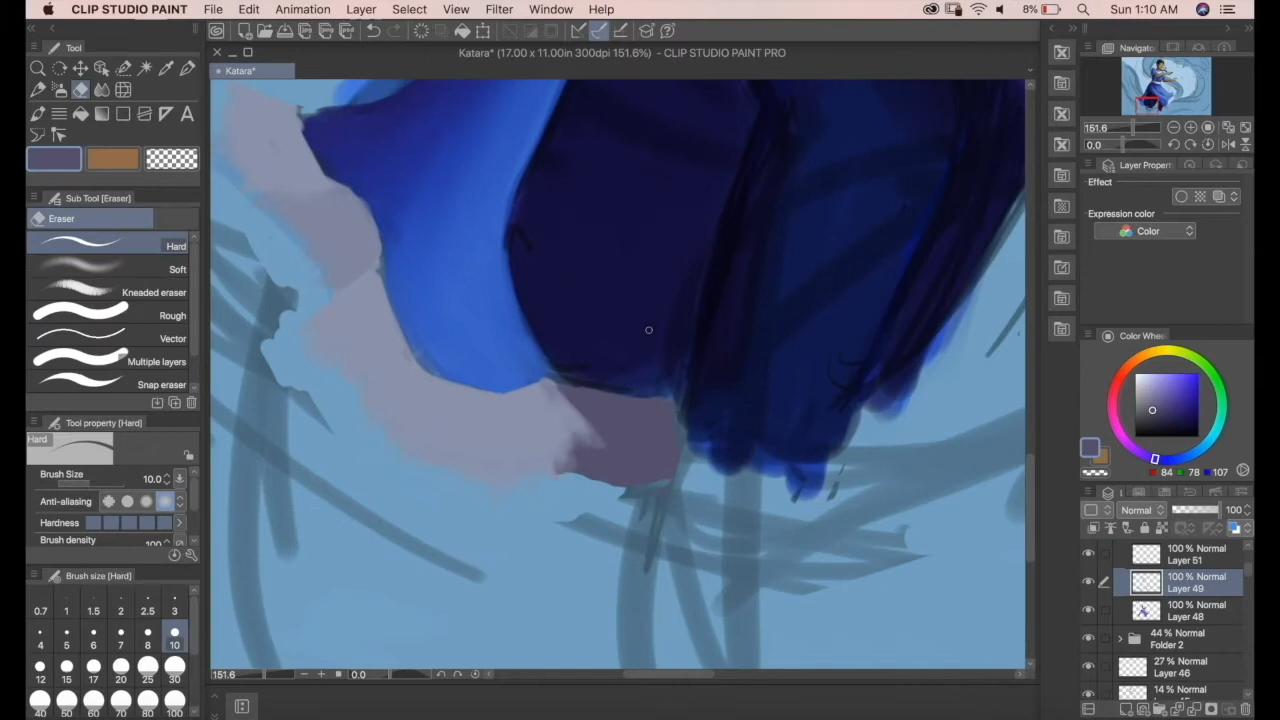 CLIP STUDIO PAINT File Edit Animation Layer Select View Filter Window Help 8% Sun 1:10 AM
Katara* (17.00 x 11.00in 300dpi 151.6%) - CLIP STUDIO PAINT PRO
Katara*
Tool
Sub Tool [Eraser]
Eraser
Hard
Soft
Kneaded eraser
Rough
Vector
Multiple layers
Snap eraser
Tool property [Hard]
Hard
Brush Size 10.0
Anti-aliasing
Hardness
Brush density 100
Brush size [Hard]
0.7 1 1.5 2 2.5 3
4 5 6 7 8 10
12 15 17 20 25 30
40 50 60 70 80 100
151.6 0.0
Navigato
151.6
0.0
Layer Propert
Effect
Expression color
Color
Color Whee
84 78 107
Normal 100
100 % Normal
Layer 51
100 % Normal
Layer 49
100 % Normal
Layer 48
44 % Normal
Folder 2
27 % Normal
Layer 46
14 % Normal